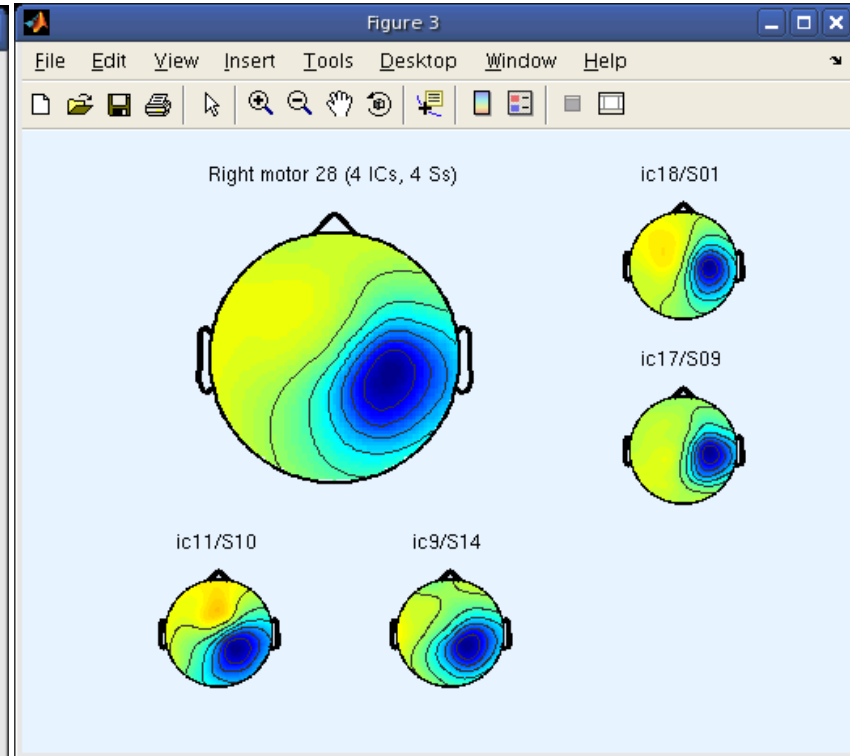 Figure 3
File Edit View Insert Tools Desktop Window Help
Right motor 28 (4 ICs, 4 Ss)
ic18/S01
ic17/S09
ic11/S10
ic9/S14